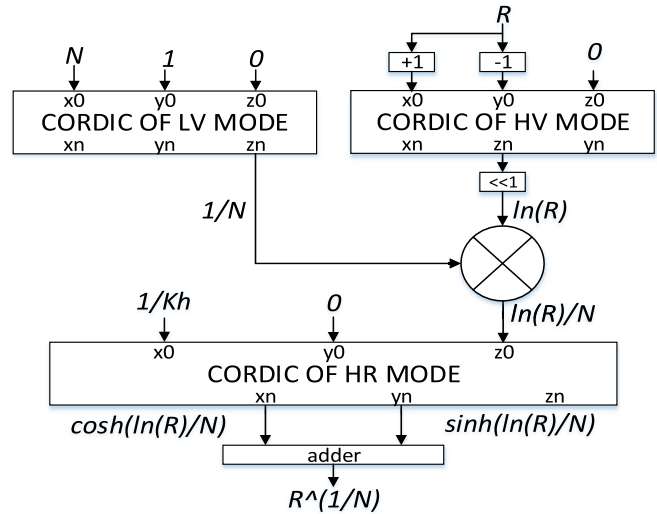 R
N 1 0
+1 -1 0
x0 y0 z0
CORDIC OF LV MODE
xn yn zn
x0 y0 z0
CORDIC OF HV MODE
xn zn yn
<<1
1/N
ln(R)
ln(R)/N
1/Kh 0
x0 y0 z0
CORDIC OF HR MODE
xn yn zn
cosh(ln(R)/N) sinh(ln(R)/N)
adder
R^(1/N)